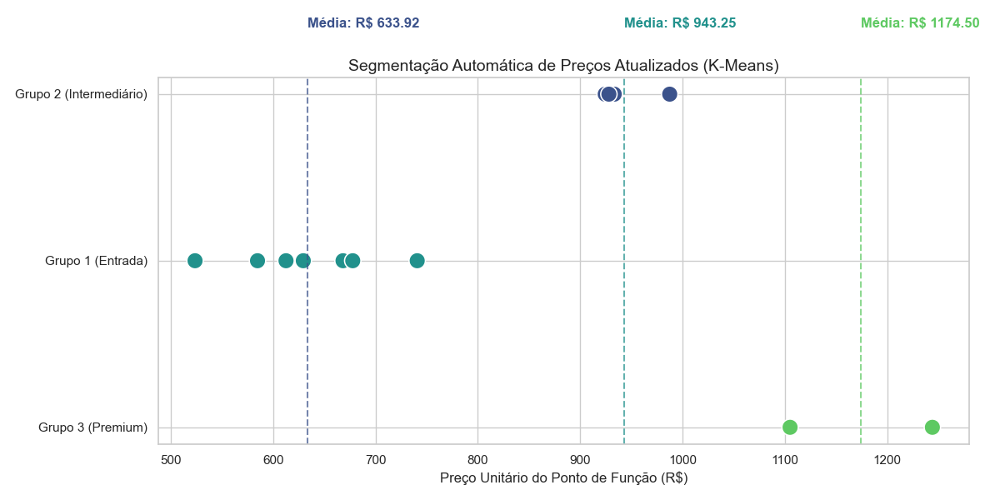 Média: R$ 633.92
Média: R$ 943.25
Média: R$ 1174.50
Segmentação Automática de Preços Atualizados (K-Means)
Grupo 2 (Intermediário)
Grupo 1 (Entrada)
Grupo 3 (Premium)
500 600 700 800 900 1000 1100 1200
Preço Unitário do Ponto de Função (R$)